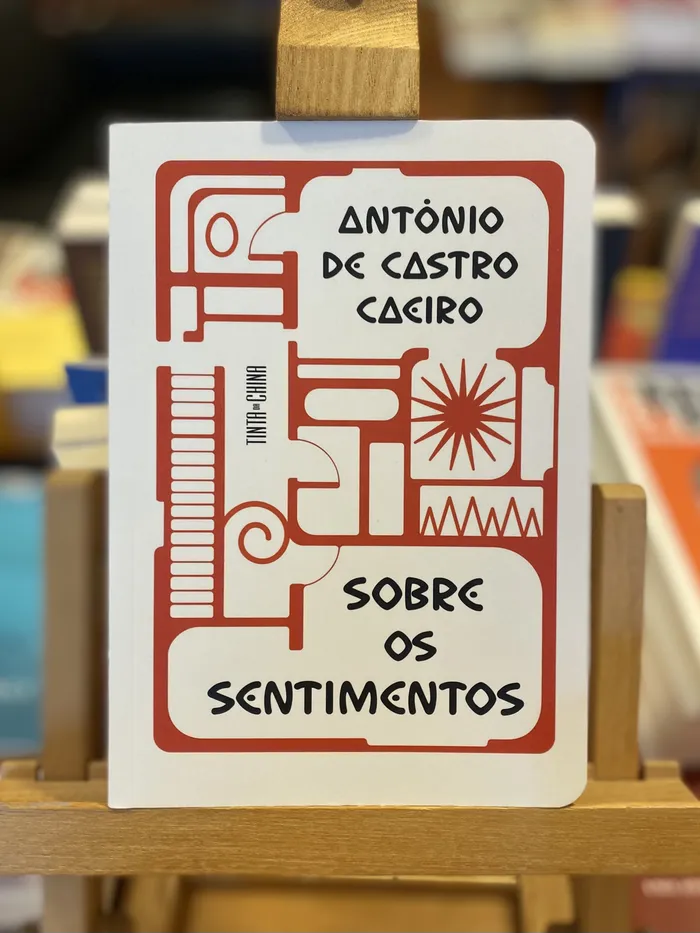 ANTÓNIO
DE CASTRO
CAEIRO
TINTA DA CHINA
SOBRE
OS
SENTIMENTOS